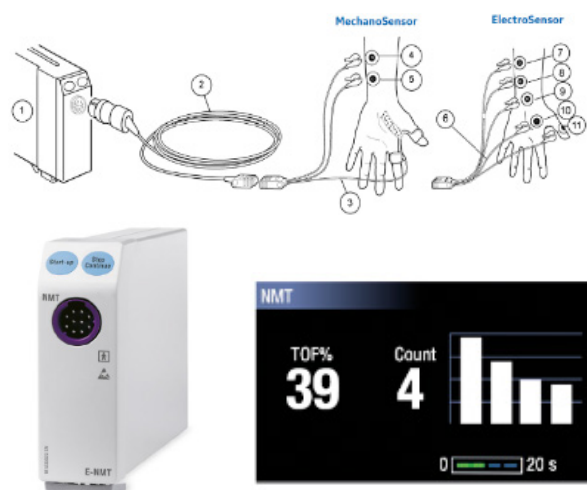 MechanoSensor
ElectroSensor
1
2
3
4
5
6
7
8
9
10
11
Start-up
Stop
Continue
NMT
E-NMT
NMT
TOF%
Count
39
4
0
20 s